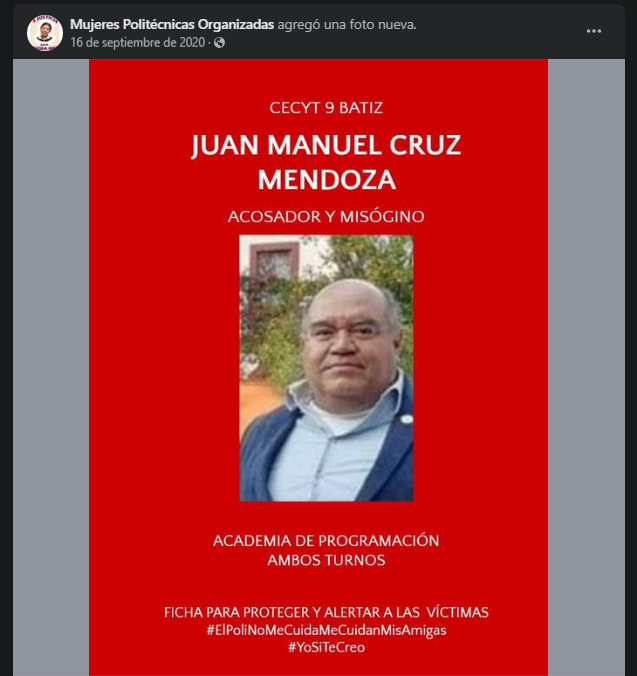 Mujeres Politécnicas Organizadas agregó una foto nueva.
16 de septiembre de 2020 ·
CECYT 9 BATIZ
JUAN MANUEL CRUZ
MENDOZA
ACOSADOR Y MISÓGINO
ACADEMIA DE PROGRAMACIÓN
AMBOS TURNOS
FICHA PARA PROTEGER Y ALERTAR A LAS VÍCTIMAS
#ElPoliNoMeCuidaMeCuidanMisAmigas
#YoSiTeCreo